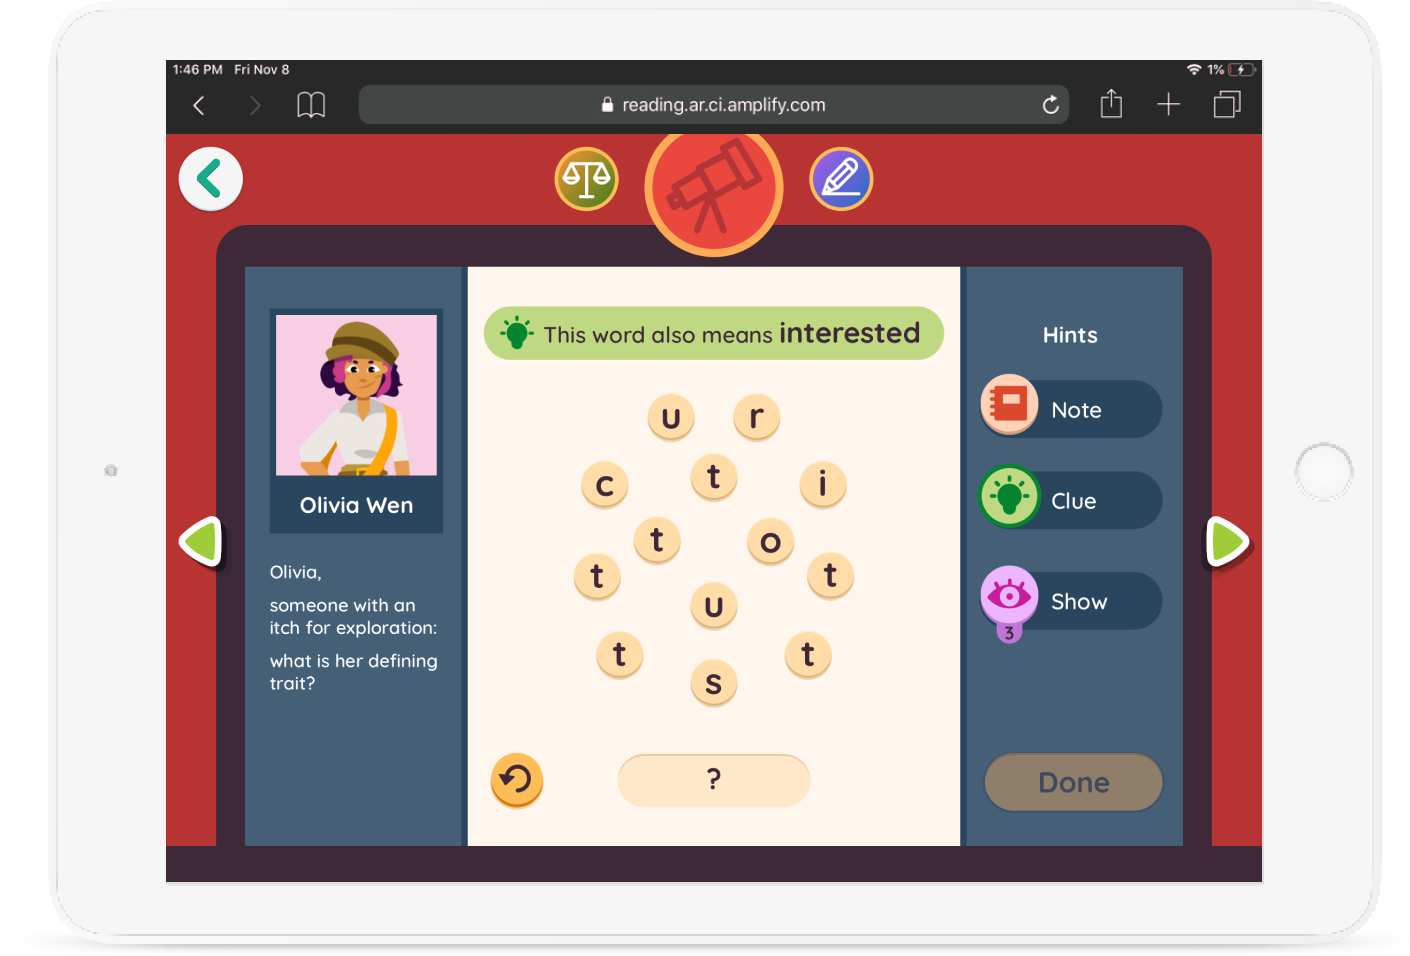 1:46 PM Fri Nov 8
1%
reading.ar.ci.amplify.com
This word also means interested
Hints
u r
c t i
Note
Clue
Olivia Wen
t o
t t
u
Olivia,
someone with an
itch for exploration:
what is her defining
trait?
Show
3
t t
s
?
Done